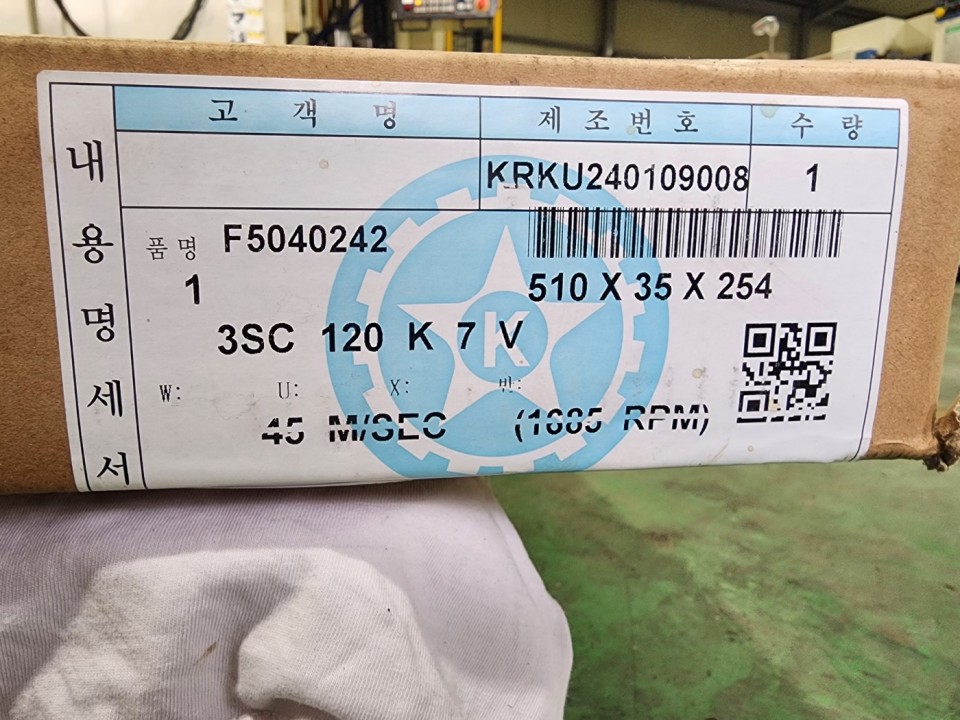 내용명세서
고객명 제조번호 수량
KRKU240109008 1
품명 F5040242
1 510 X 35 X 254
3SC 120 K 7 V
K
W: U: X: 반:
45 M/SEC (1685 RPM)